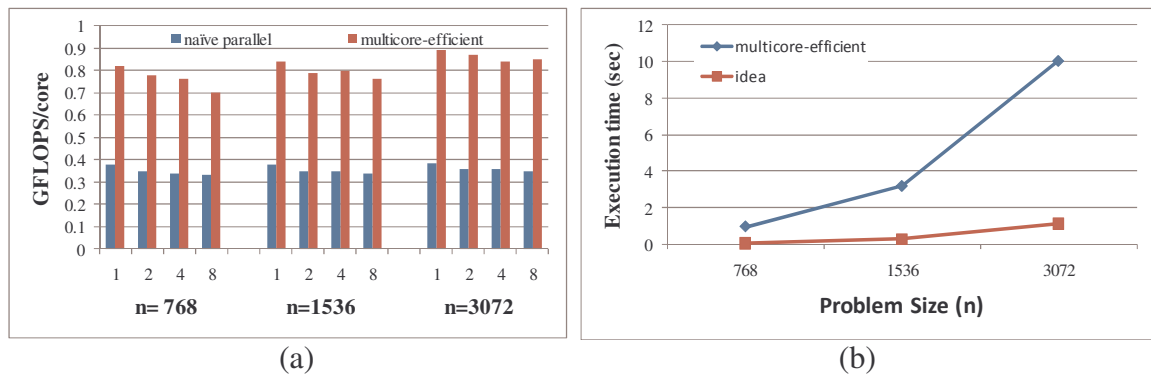 1
0.9
0.8
0.7
0.6
0.5
0.4
0.3
0.2
0.1
0
GFLOPS/core
naïve parallel
multicore-efficient
1 2 4 8 1 2 4 8 1 2 4 8
n= 768 n=1536 n=3072
(a)
12
10
8
6
4
2
0
Execution time (sec)
multicore-efficient
idea
768 1536 3072
Problem Size (n)
(b)